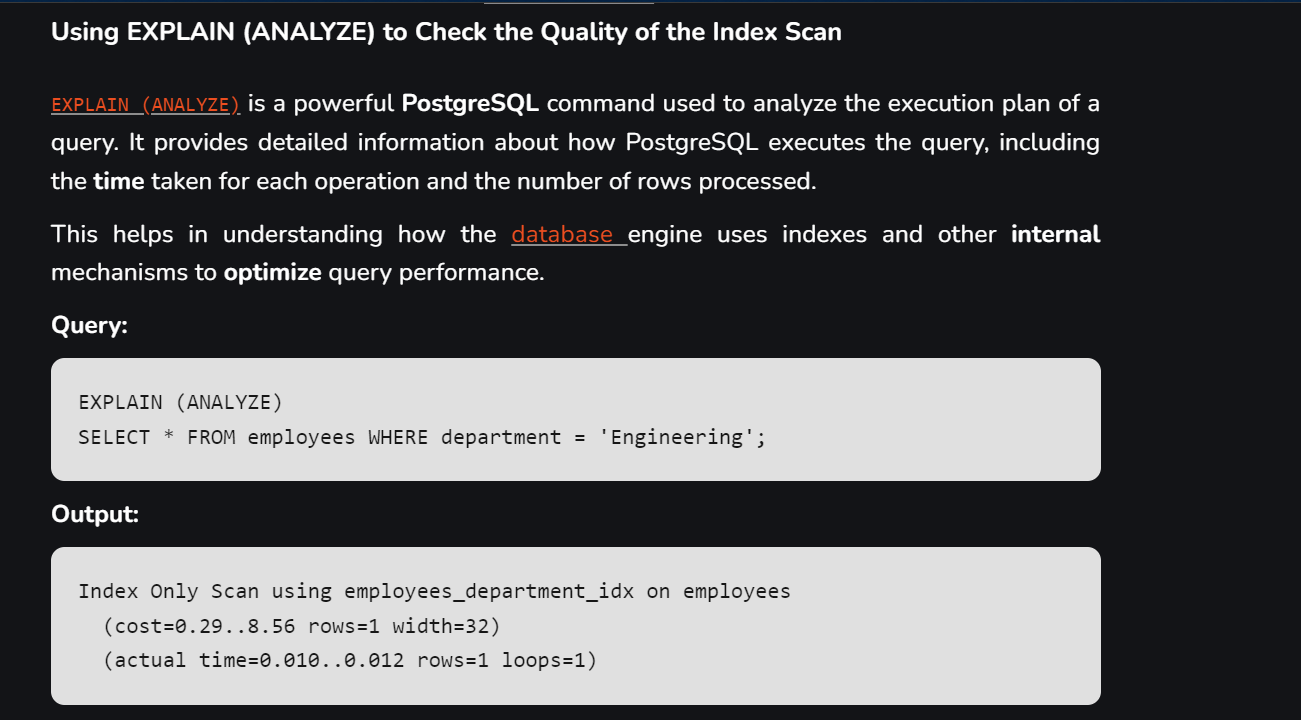 Using EXPLAIN (ANALYZE) to Check the Quality of the Index Scan
EXPLAIN (ANALYZE) is a powerful PostgreSQL command used to analyze the execution plan of a
query. It provides detailed information about how PostgreSQL executes the query, including
the time taken for each operation and the number of rows processed.
This helps in understanding how the database engine uses indexes and other internal
mechanisms to optimize query performance.
Query:
EXPLAIN (ANALYZE)
SELECT * FROM employees WHERE department = 'Engineering';
Output:
Index Only Scan using employees_department_idx on employees
  (cost=0.29..8.56 rows=1 width=32)
  (actual time=0.010..0.012 rows=1 loops=1)